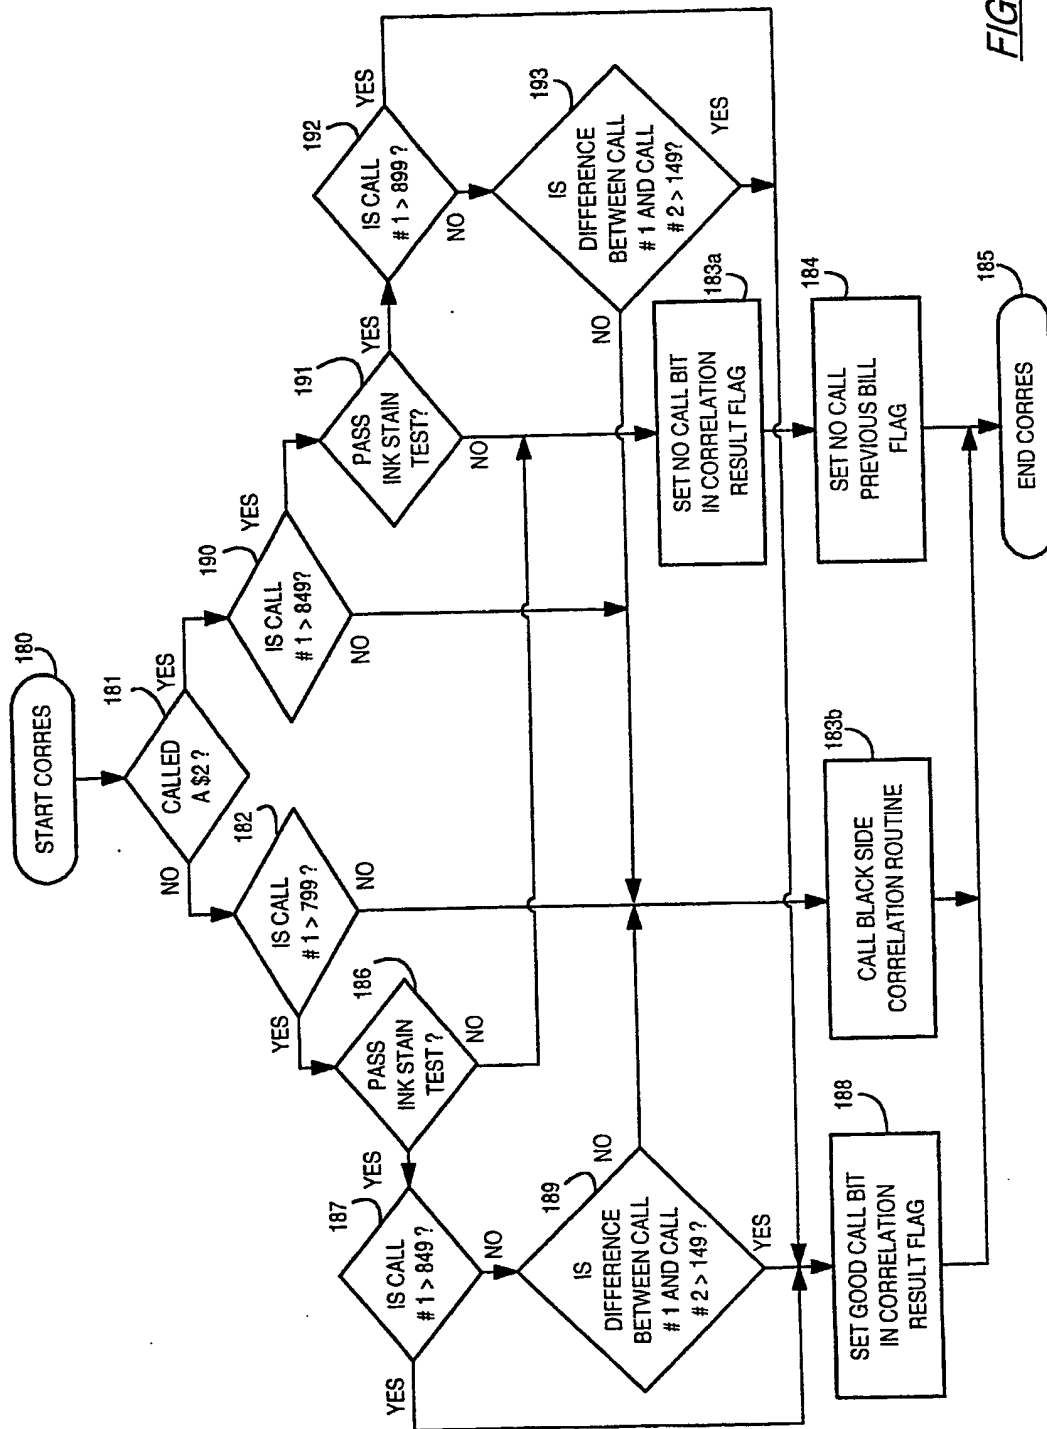 START CORRES
180
181
CALLED
A $2 ?
NO
YES
182
IS CALL
# 1 > 799 ?
YES
NO
190
IS CALL
# 1 > 849?
YES
NO
186
PASS
INK STAIN
TEST ?
YES
NO
191
PASS
INK STAIN
TEST?
YES
NO
187
IS CALL
# 1 > 849 ?
YES
NO
192
IS CALL
# 1 > 899 ?
YES
NO
189
IS
DIFFERENCE
BETWEEN CALL
# 1 AND CALL
# 2 > 149 ?
NO
YES
193
IS
DIFFERENCE
BETWEEN CALL
# 1 AND CALL
# 2 > 149?
NO
YES
183a
SET NO CALL BIT
IN CORRELATION
RESULT FLAG
188
SET GOOD CALL BIT
IN CORRELATION
RESULT FLAG
183b
CALL BLACK SIDE
CORRELATION ROUTINE
184
SET NO CALL
PREVIOUS BILL
FLAG
185
END CORRES
FIG